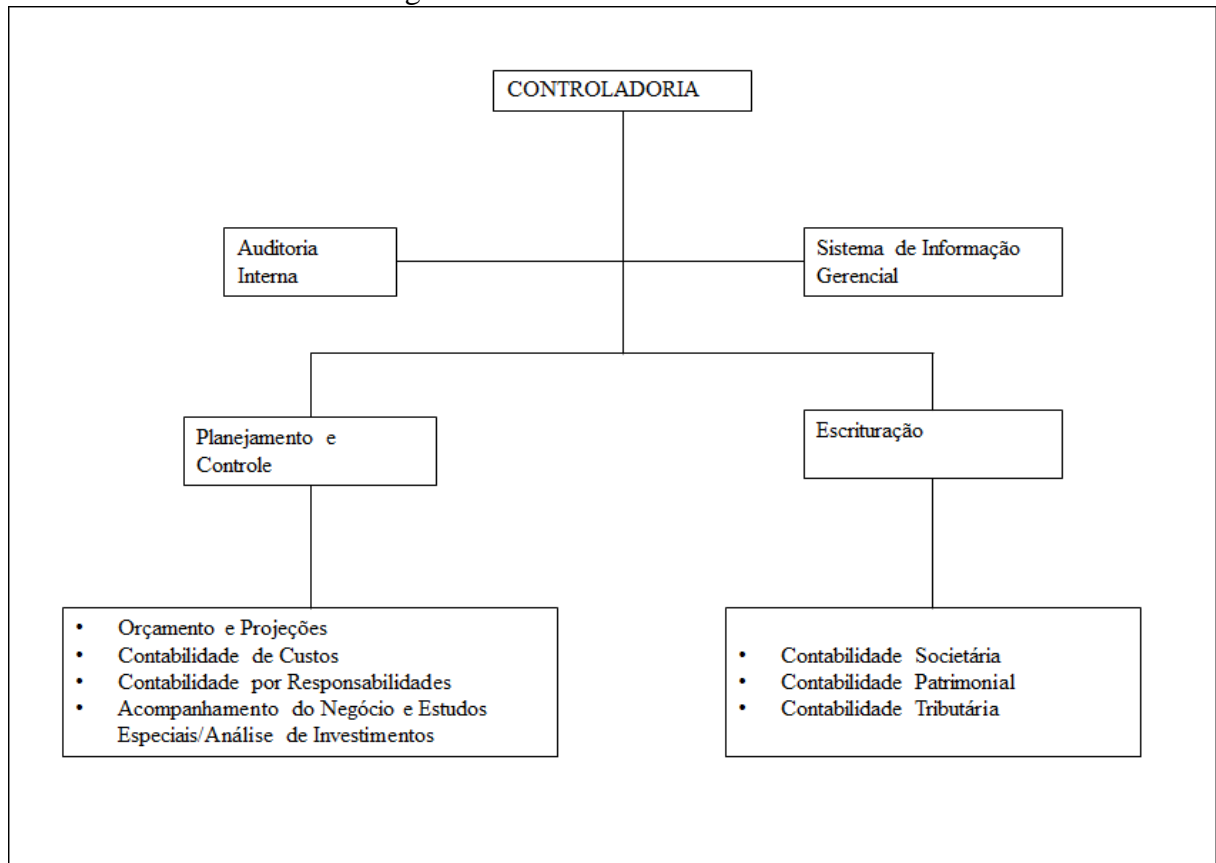 CONTROLADORIA
Auditoria
Interna
Sistema de Informação
Gerencial
Planejamento e
Controle
Escrituração
• Orçamento e Projeções
• Contabilidade de Custos
• Contabilidade por Responsabilidades
• Acompanhamento do Negócio e Estudos
Especiais/Análise de Investimentos
• Contabilidade Societária
• Contabilidade Patrimonial
• Contabilidade Tributária